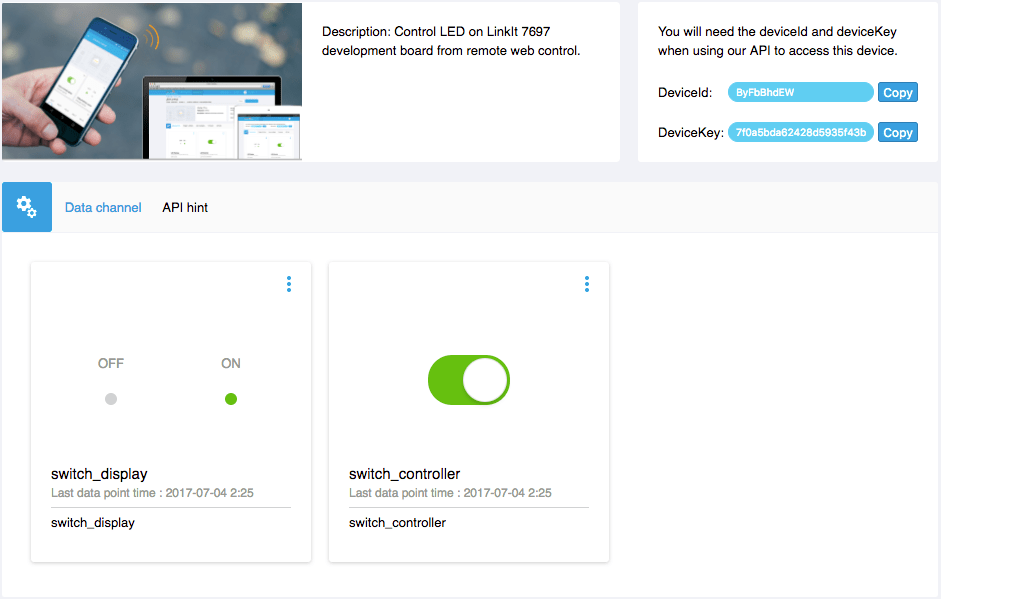 Description: Control LED on LinkIt 7697
development board from remote web control.
You will need the deviceId and deviceKey
when using our API to access this device.
DeviceId: ByFbBhdEW Copy
DeviceKey: 7f0a5bda62428d5935f43b Copy
Data channel API hint
OFF ON
switch_display
Last data point time : 2017-07-04 2:25
switch_display
switch_controller
Last data point time : 2017-07-04 2:25
switch_controller